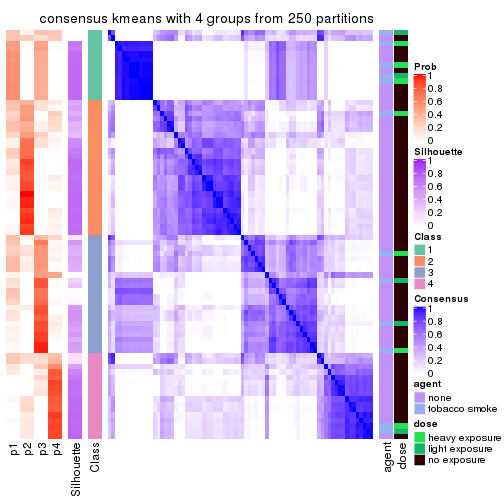 consensus kmeans with 4 groups from 250 partitions
Prob
1
0.8
0.6
0.4
0.2
0
Silhouette
1
0.8
0.6
0.4
0.2
0
Class
1
2
3
4
Consensus
1
0.8
0.6
0.4
0.2
0
agent
none
tobacco smoke
dose
heavy exposure
light exposure
no exposure
p1
p2
p3
p4
Silhouette
Class
agent
dose